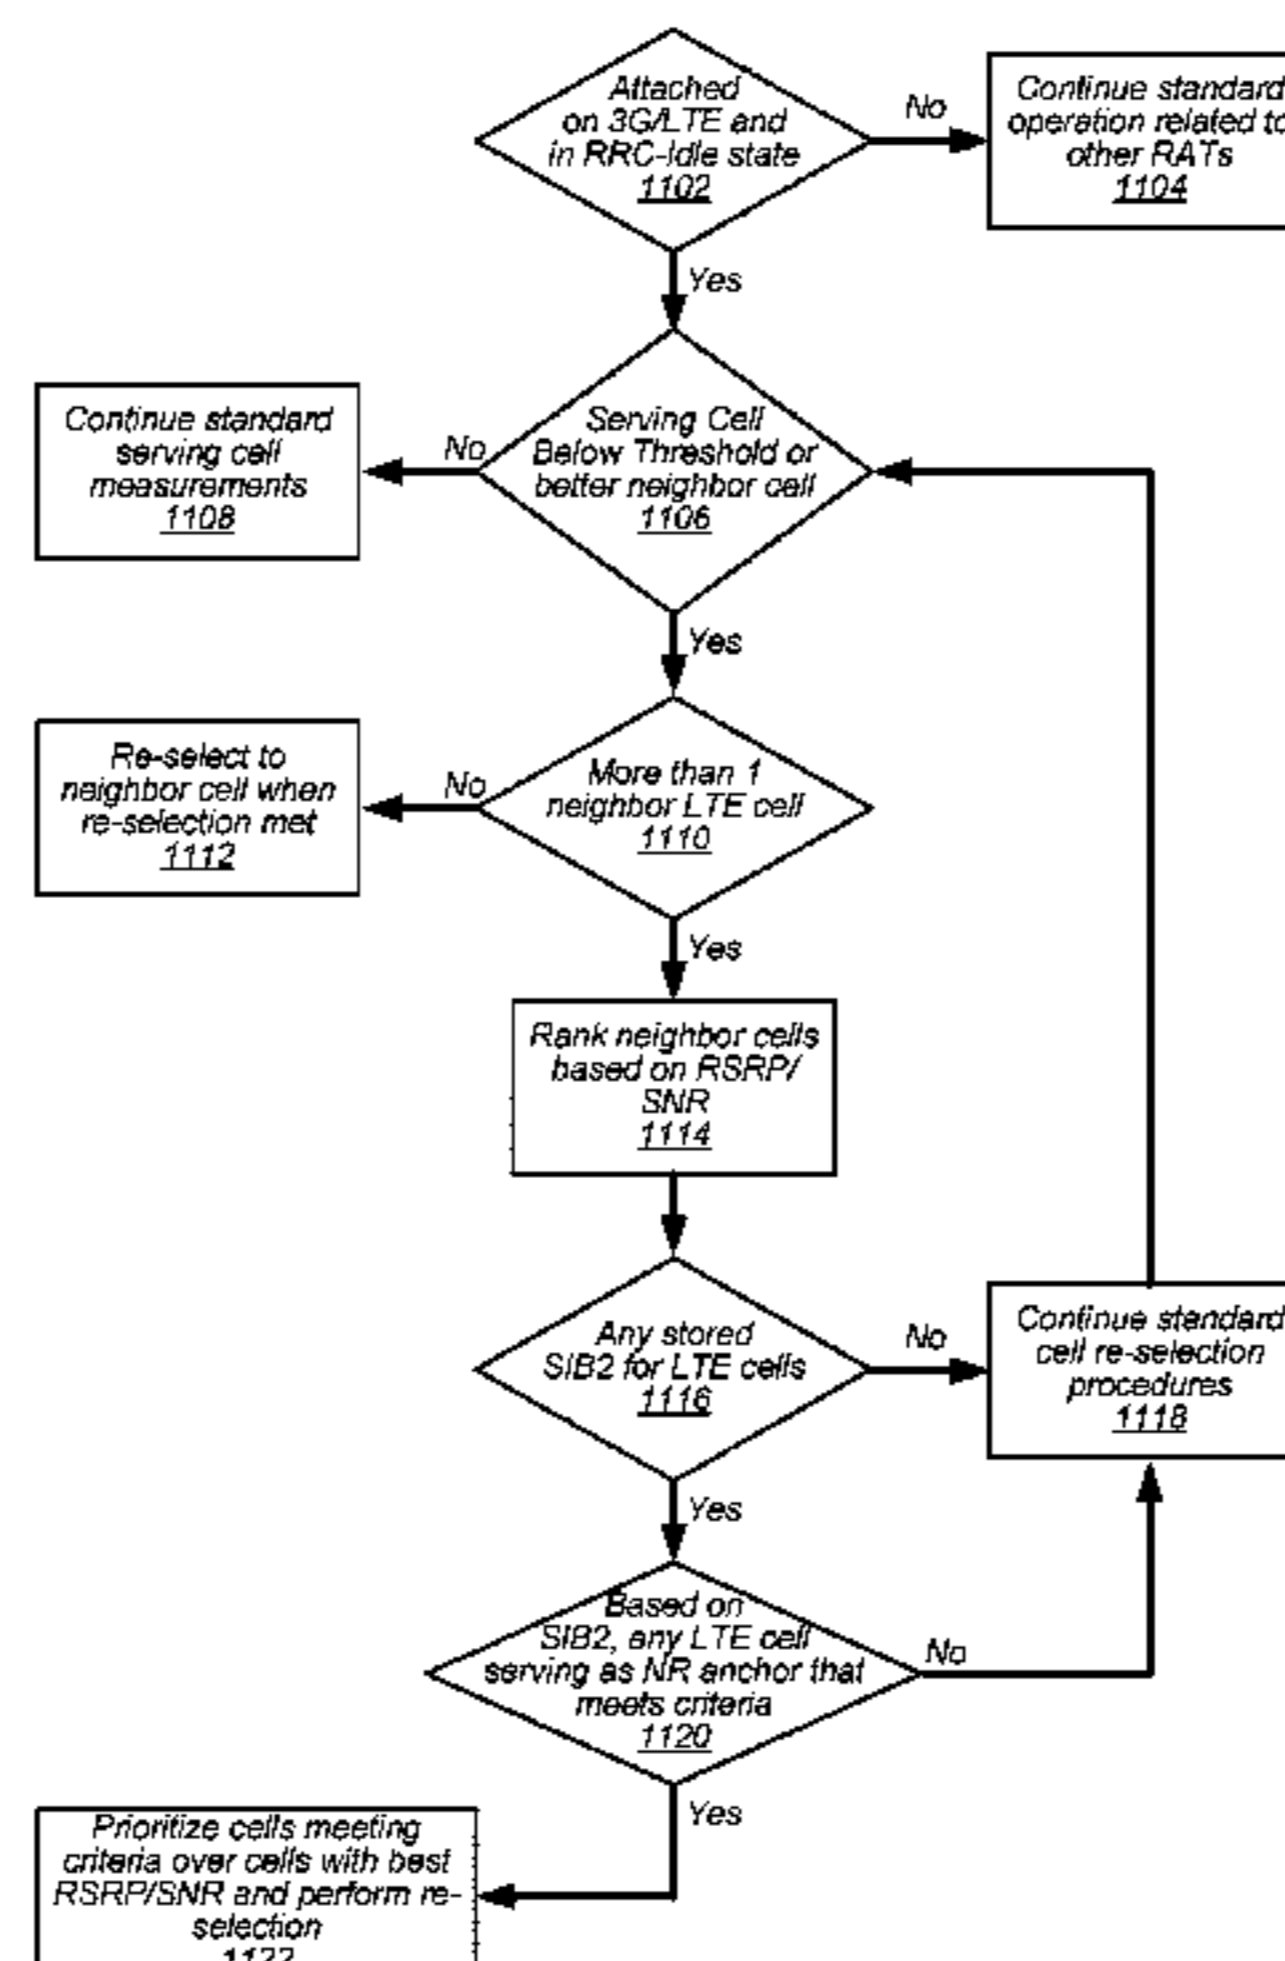 Attached
on 3G/LTE and
in RRC-Idle state
1102
No
Continue standard
operation related to
other RATs
1104
Yes
Serving Cell
Below Threshold or
better neighbor cell
1106
No
Continue standard
serving cell
measurements
1108
Yes
More than 1
neighbor LTE cell
1110
No
Re-select to
neighbor cell when
re-selection met
1112
Yes
Rank neighbor cells
based on RSRP/
SNR
1114
Any stored
SIB2 for LTE cells
1116
No
Continue standard
cell re-selection
procedures
1118
Yes
Based on
SIB2, any LTE cell
serving as NR anchor that
meets criteria
1120
No
Yes
Prioritize cells meeting
criteria over cells with best
RSRP/SNR and perform re-
selection
1122